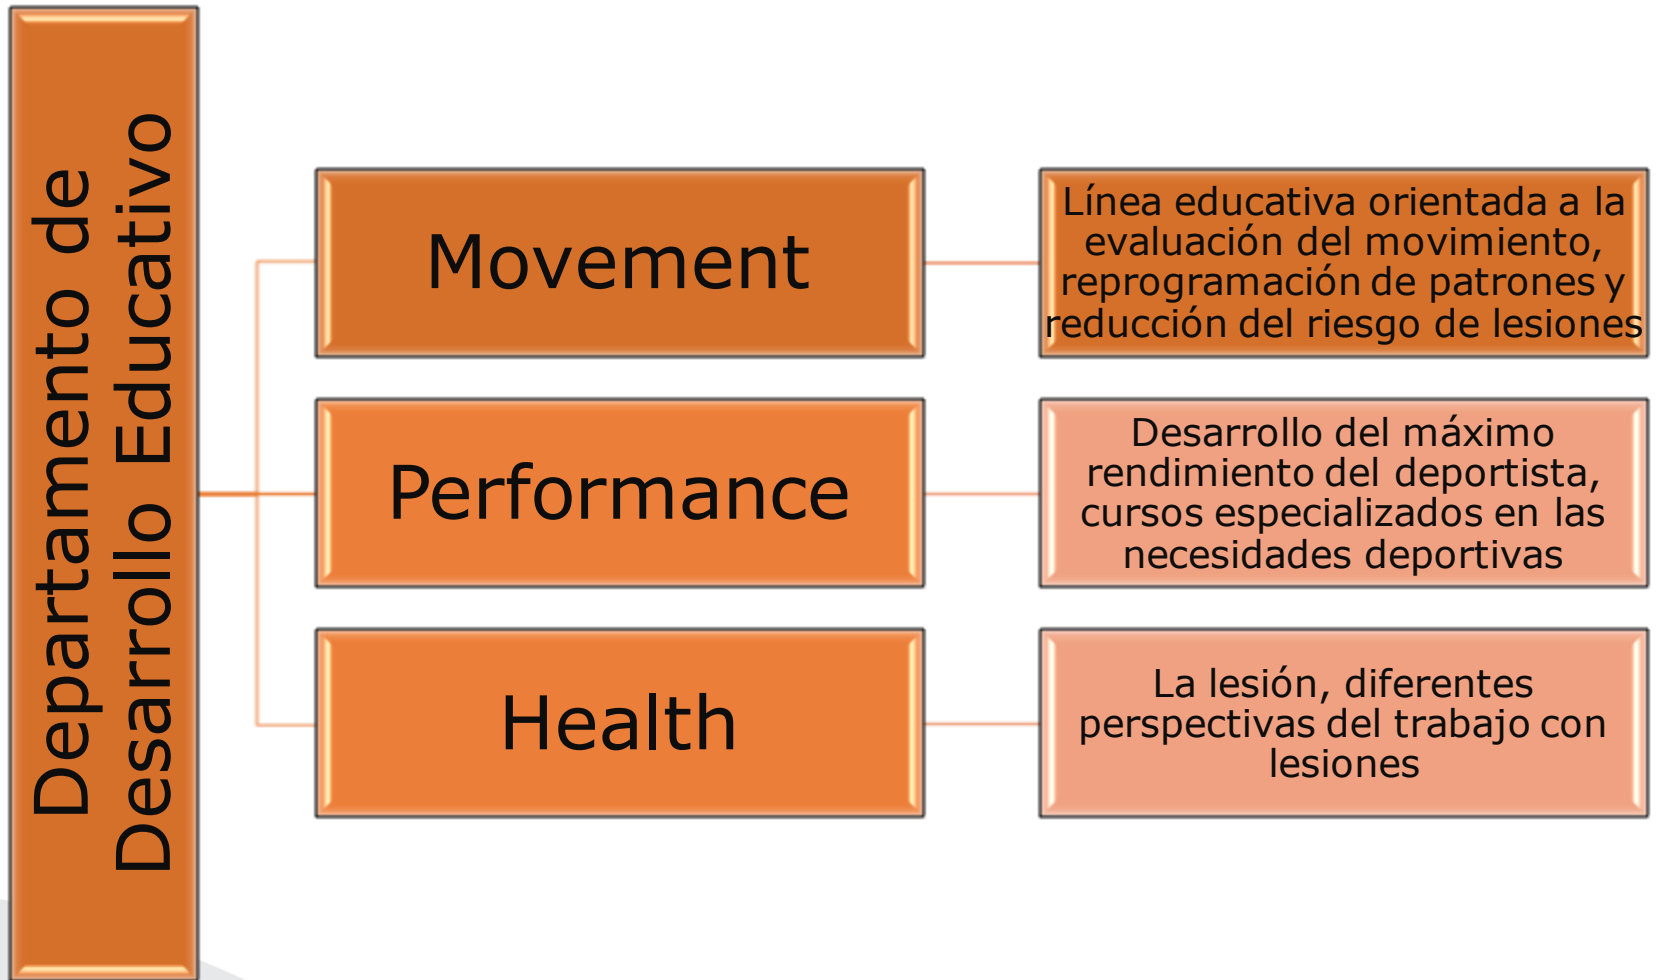 Departamento de
Desarrollo Educativo
Movement
Línea educativa orientada a la
evaluación del movimiento,
reprogramación de patrones y
reducción del riesgo de lesiones
Performance
Desarrollo del máximo
rendimiento del deportista,
cursos especializados en las
necesidades deportivas
Health
La lesión, diferentes
perspectivas del trabajo con
lesiones